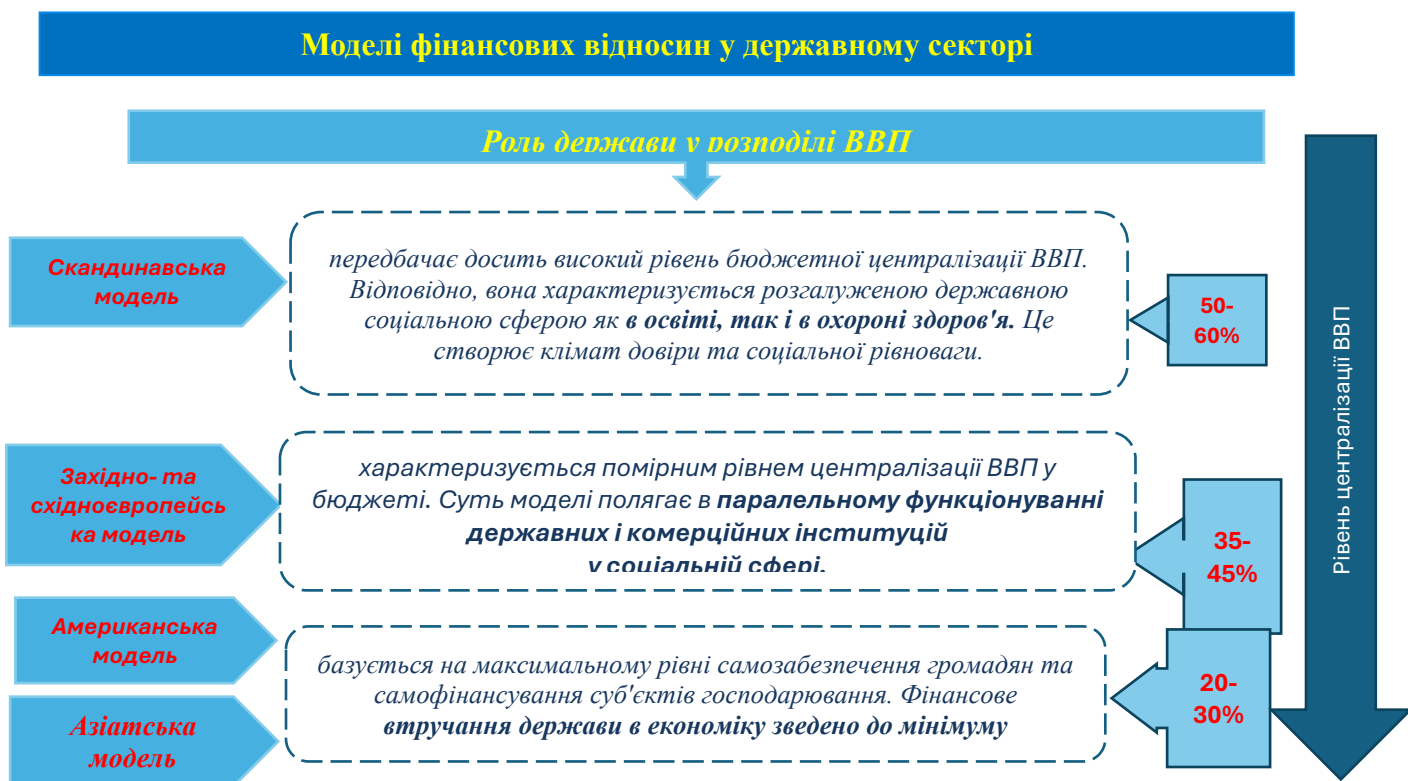 Моделі фінансових відносин у державному секторі
Роль держави у розподілі ВВП
Скандинавська
модель
передбачає досить високий рівень бюджетної централізації ВВП.
Відповідно, вона характеризується розгалуженою державною
соціальною сферою як в освіті, так і в охороні здоров'я. Це
створює клімат довіри та соціальної рівноваги.
50-
60%
Західно- та
східноєвропейсь
ка модель
характеризується помірним рівнем централізації ВВП у
бюджеті. Суть моделі полягає в паралельному функціонуванні
державних і комерційних інституцій
у соціальній сфері.
35-
45%
Американська
модель
Азіатська
модель
базується на максимальному рівні самозабезпечення громадян та
самофінансування суб'єктів господарювання. Фінансове
втручання держави в економіку зведено до мінімуму
20-
30%
Рівень централізації ВВП